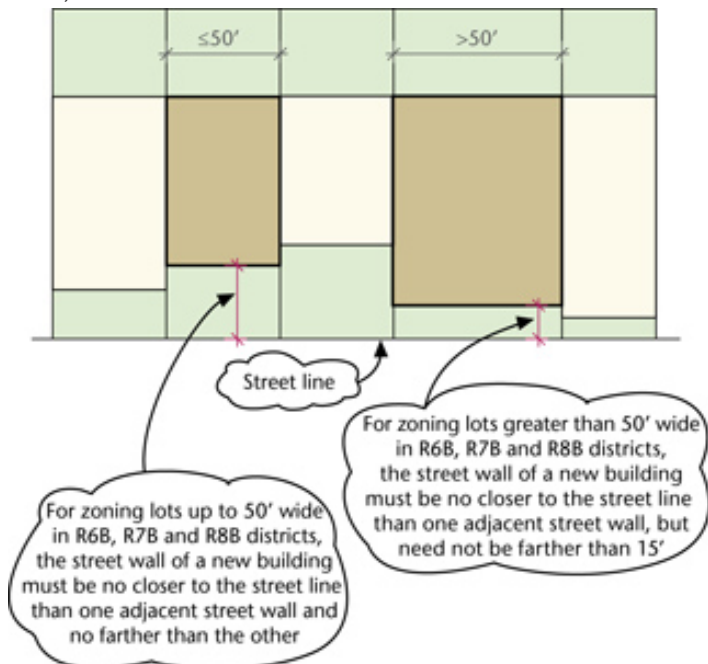 ≤50'
>50'
Street line
For zoning lots greater than 50' wide
in R6B, R7B and R8B districts,
the street wall of a new building
must be no closer to the street line
than one adjacent street wall, but
need not be farther than 15'
For zoning lots up to 50' wide
in R6B, R7B and R8B districts,
the street wall of a new building
must be no closer to the street line
than one adjacent street wall and
no farther than the other